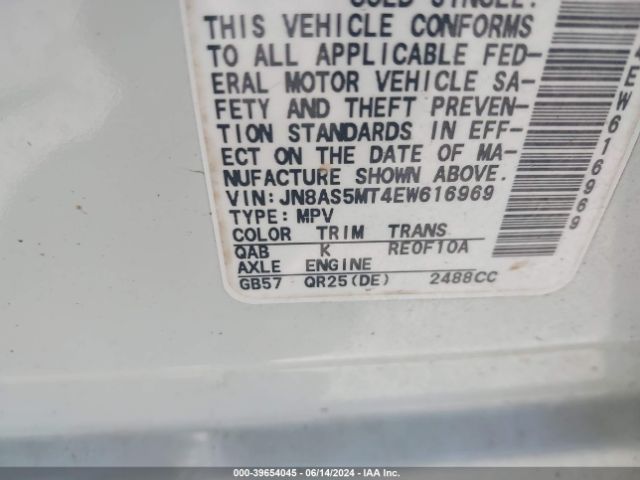 THIS VEHICLE CONFORMS
TO ALL APPLICABLE FED-
ERAL MOTOR VEHICLE SA-
FETY AND THEFT PREVEN-
TION STANDARDS IN EFF-
ECT ON THE DATE OF MA-
NUFACTURE SHOWN ABOVE.
VIN:JN8AS5MT4EW616969
TYPE:MPV
COLOR TRIM TRANS
QAB K RE0F10A
AXLE ENGINE
GB57 QR25(DE) 2488CC
4EW616969
000-39654045 - 06/14/2024 - IAA Inc.